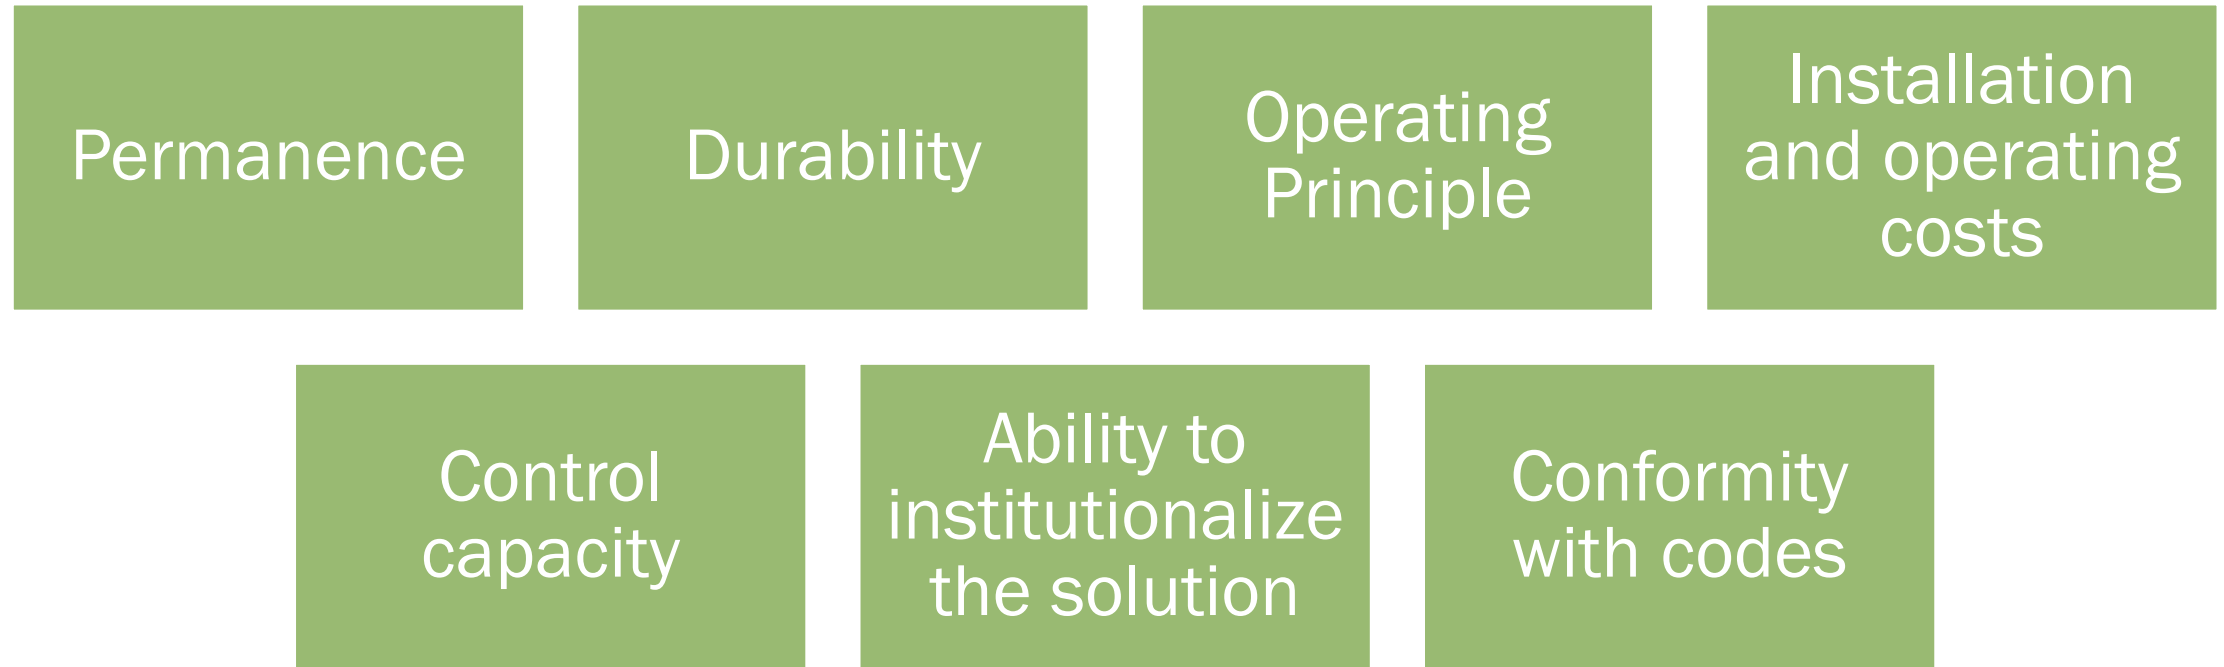 Permanence
Durability
Operating
Principle
Installation
and operating
costs
Control
capacity
Ability to
institutionalize
the solution
Conformity
with codes